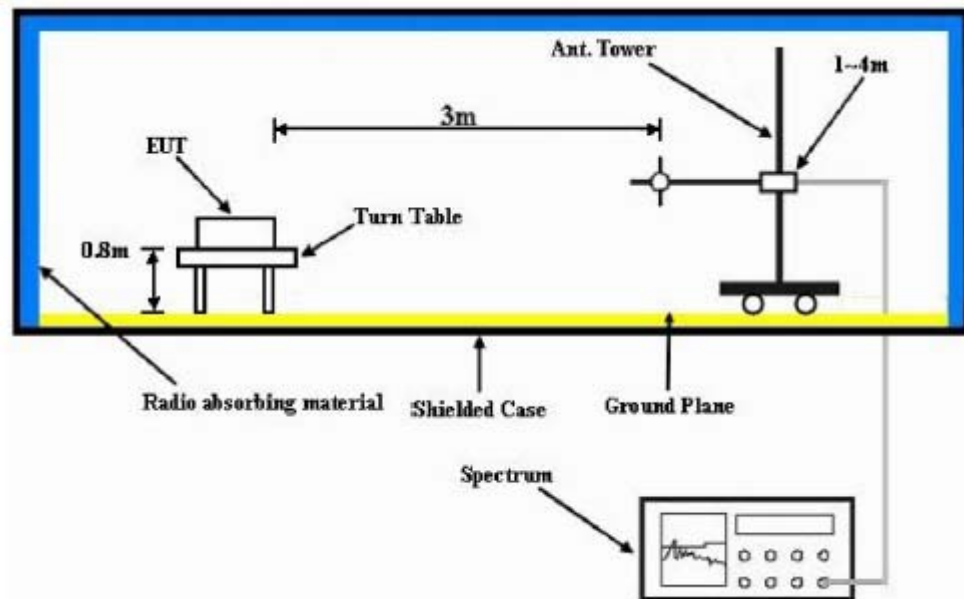 Ant. Tower
1~4m
3m
EUT
Turn Table
0.8m
Radio absorbing material
Shielded Case
Ground Plane
Spectrum